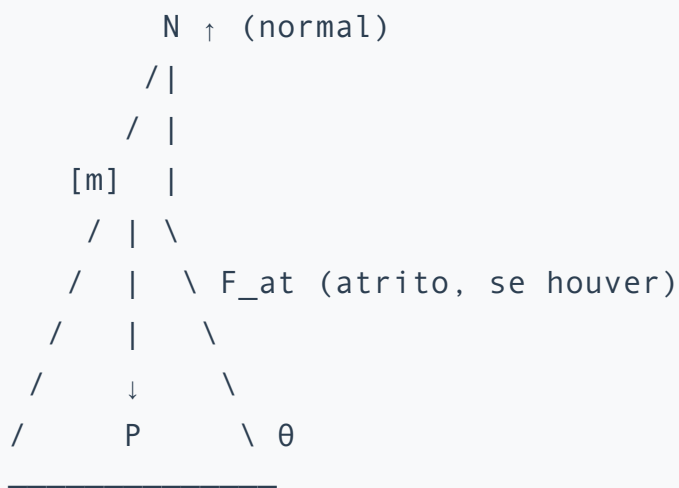 N ↑ (normal)
/|
/ |
[m] |
/ | \
/ | \ F_at (atrito, se houver)
/ | \
/ ↓ \
/ P \ θ
──────────────